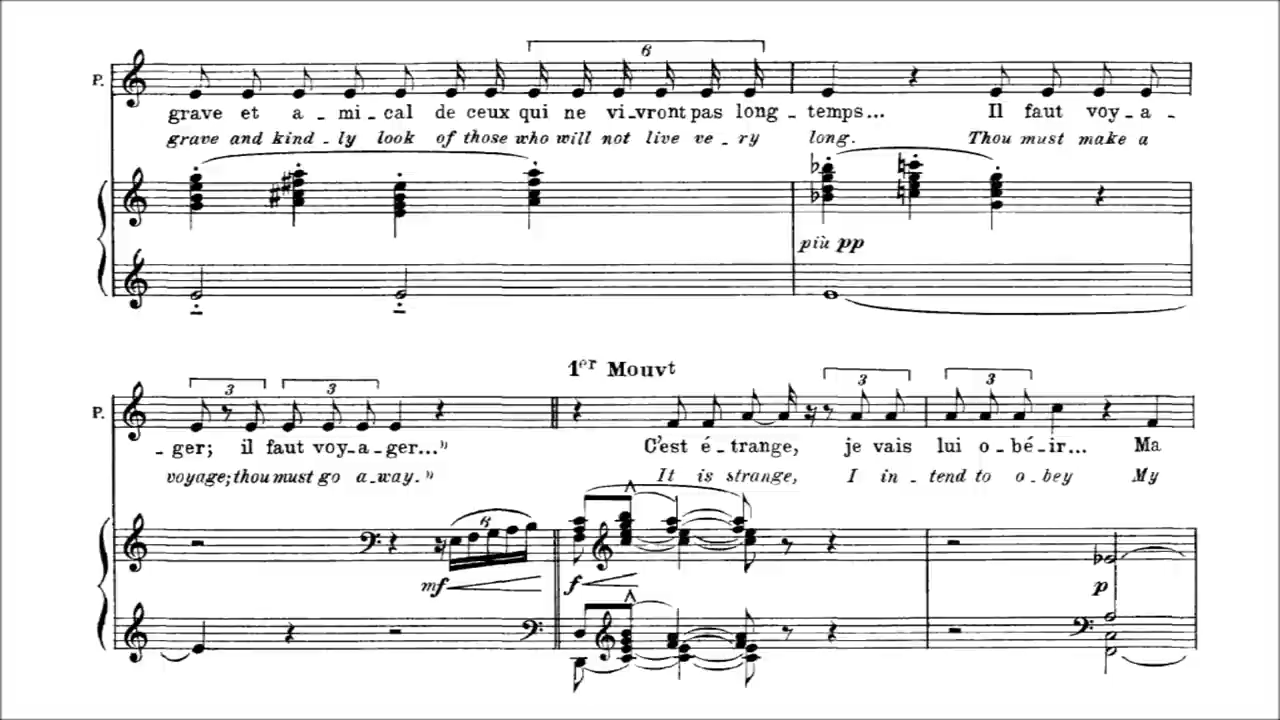 6
P.
grave et a-mi-cal de ceux qui ne vi-vront pas long-temps... Il faut voy-a-
grave and kind-ly look of those who will not live ve-ry long. Thou must make a
più pp
1er Mouvt
3 3 3 3
P.
-ger; il faut voy-a-ger...» C'est é-trange, je vais lui o-bé-ir... Ma
voyage; thou must go a-way.» It is strange, I in-tend to o-bey My
6
mf f p